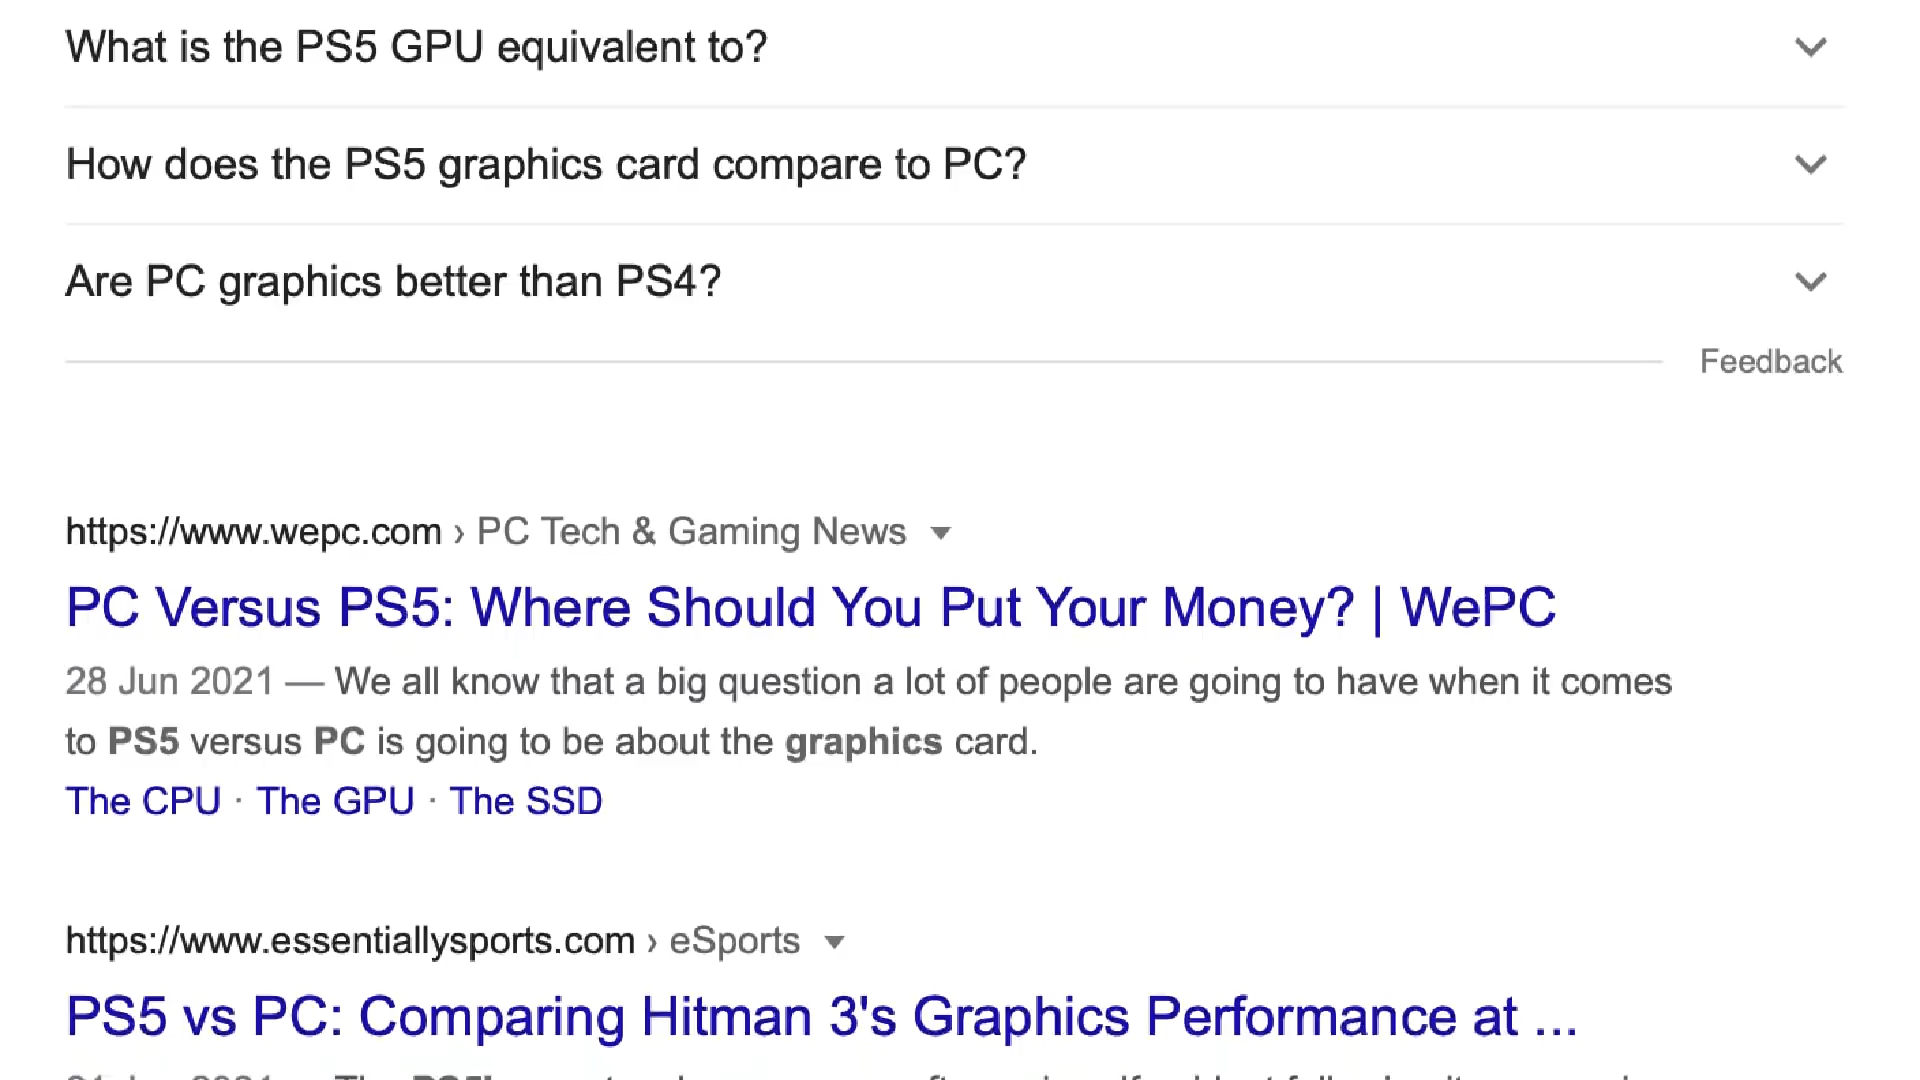 What is the PS5 GPU equivalent to?
How does the PS5 graphics card compare to PC?
Are PC graphics better than PS4?
Feedback
https://www.wepc.com › PC Tech & Gaming News
PC Versus PS5: Where Should You Put Your Money? | WePC
28 Jun 2021 — We all know that a big question a lot of people are going to have when it comes
to PS5 versus PC is going to be about the graphics card.
The CPU · The GPU · The SSD
https://www.essentiallysports.com › eSports
PS5 vs PC: Comparing Hitman 3's Graphics Performance at ...